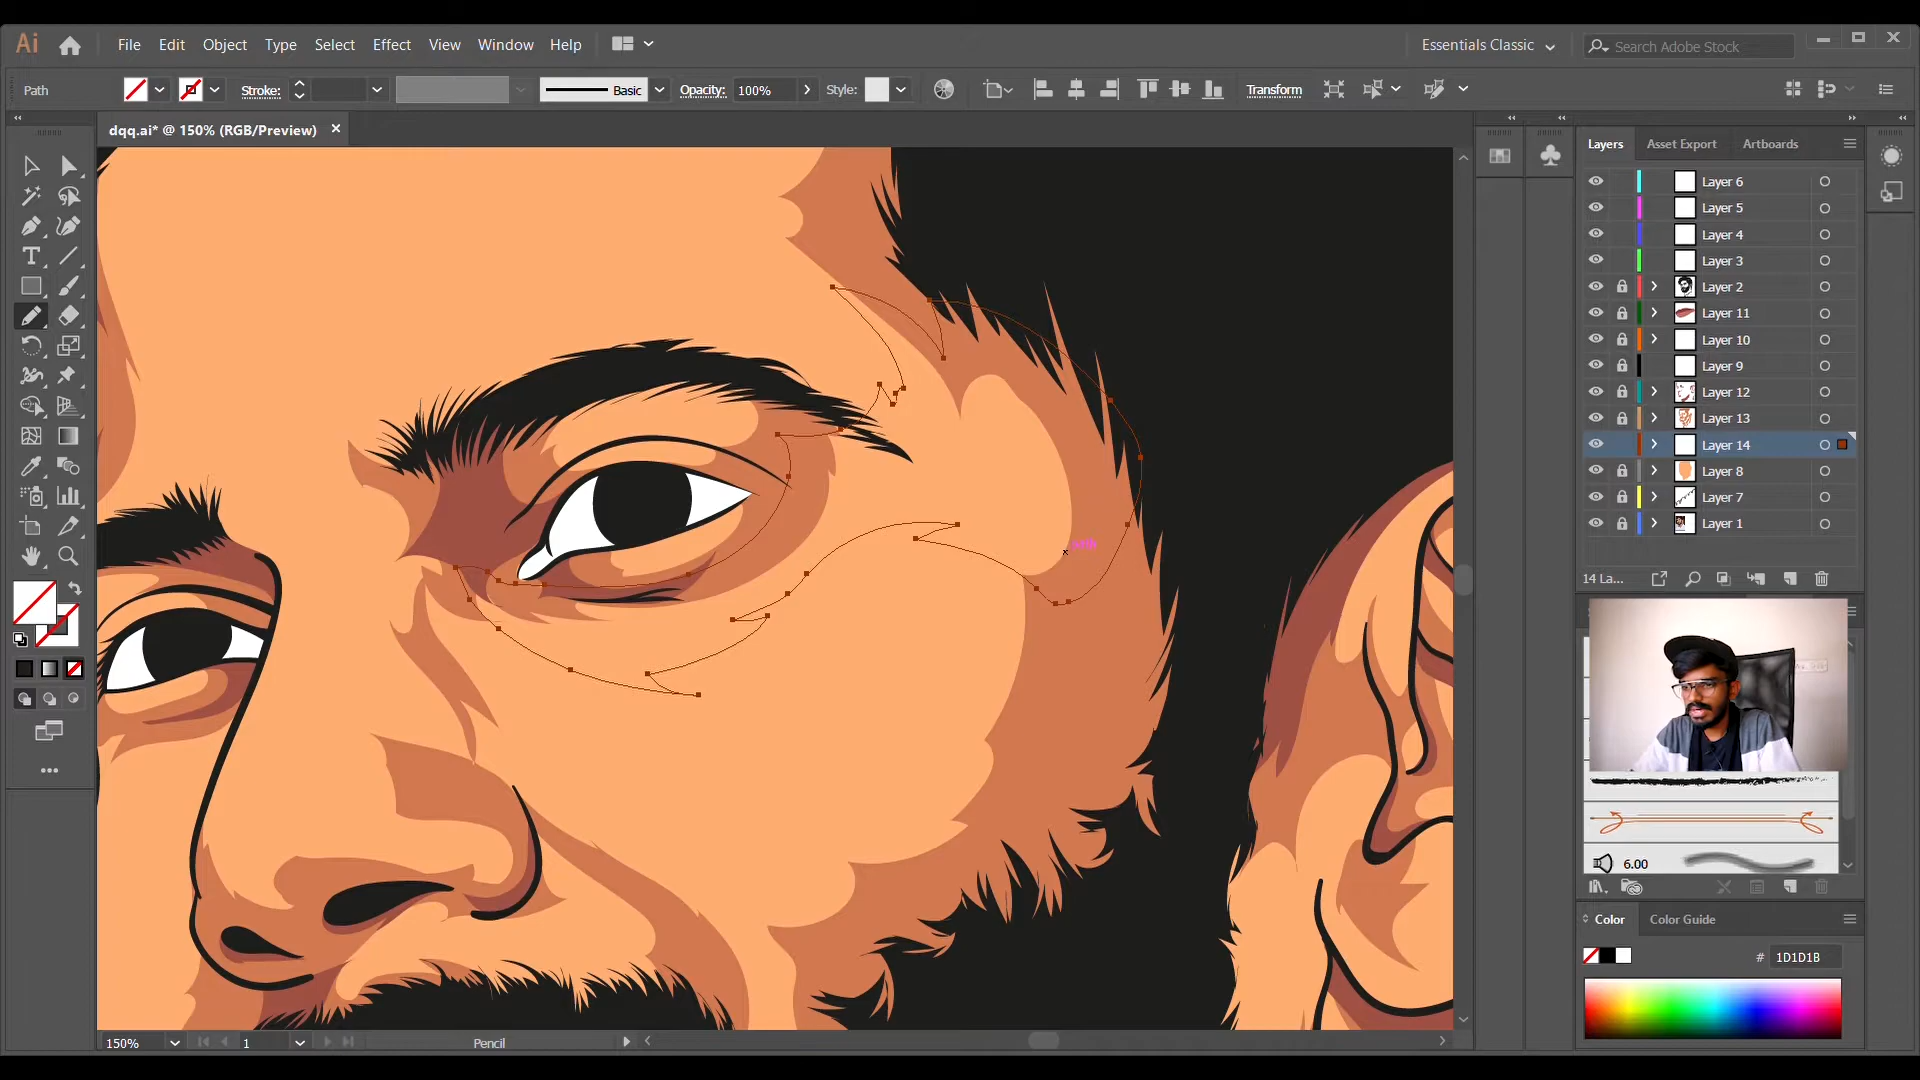 Ai File Edit Object Type Select Effect View Window Help Essentials Classic Search Adobe Stock
Path Stroke: Basic Opacity: 100% Style: Transform
dqq.ai* @ 150% (RGB/Preview)
Layers Asset Export Artboards
Layer 6
Layer 5
Layer 4
Layer 3
Layer 2
Layer 11
Layer 10
Layer 9
Layer 12
Layer 13
Layer 14
Layer 8
Layer 7
Layer 1
14 La...
6.00
Color Color Guide
# 1D1D1B
150% 1 Pencil